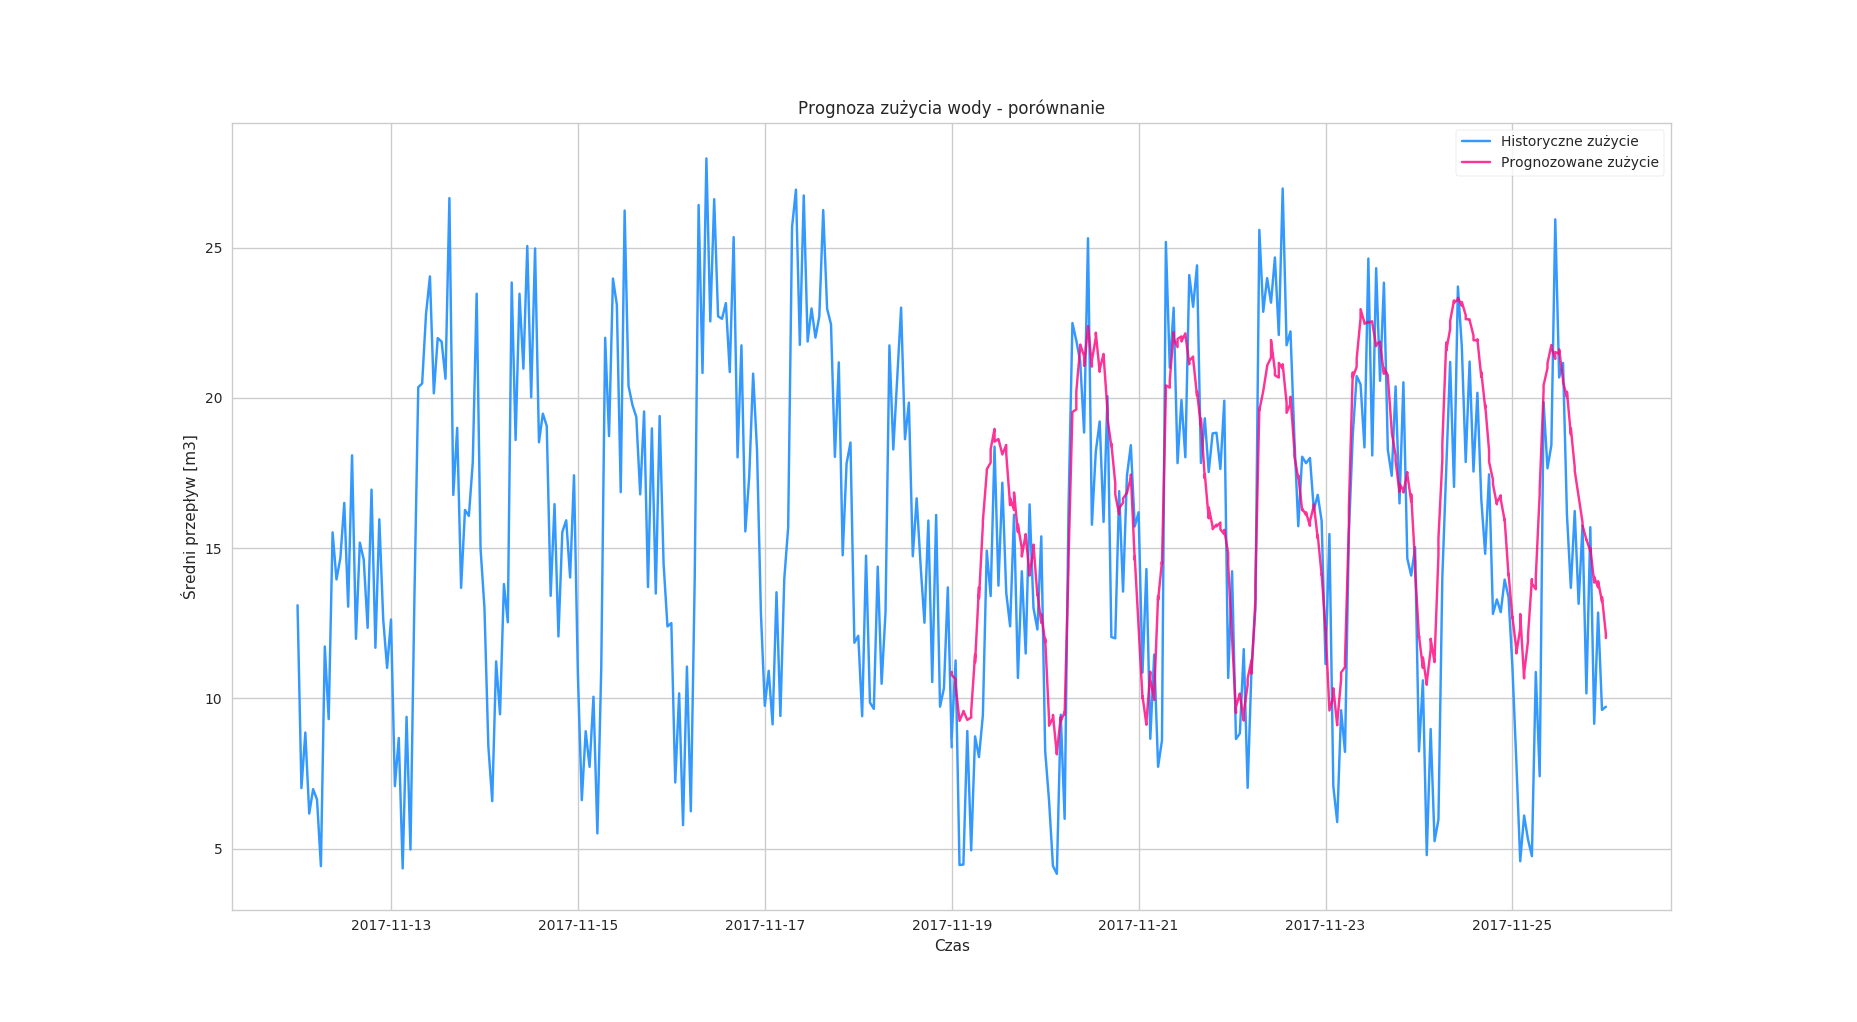 Prognoza zużycia wody - porównanie
Historyczne zużycie
Prognozowane zużycie
Średni przepływ [m3]
25
20
15
10
5
2017-11-13
2017-11-15
2017-11-17
2017-11-19
2017-11-21
2017-11-23
2017-11-25
Czas